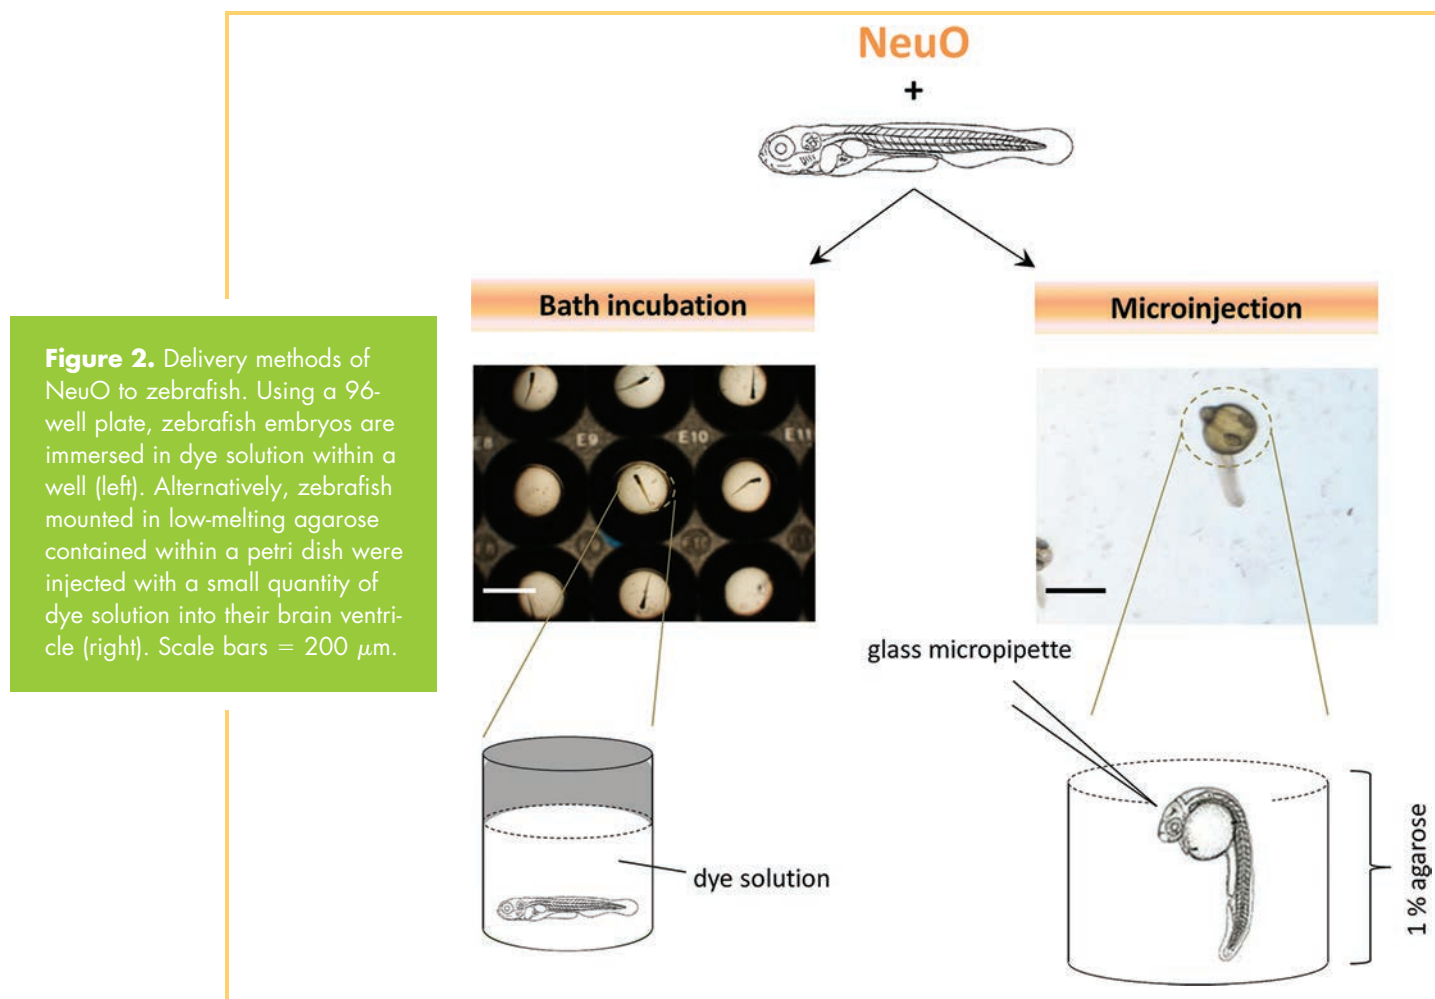 NeuO
+
Bath incubation
Microinjection
Figure 2. Delivery methods of
NeuO to zebrafish. Using a 96-
well plate, zebrafish embryos are
immersed in dye solution within a
well (left). Alternatively, zebrafish
mounted in low-melting agarose
contained within a petri dish were
injected with a small quantity of
dye solution into their brain ventri-
cle (right). Scale bars = 200 μm.
E8
E9
E10
E11
glass micropipette
dye solution
1 % agarose